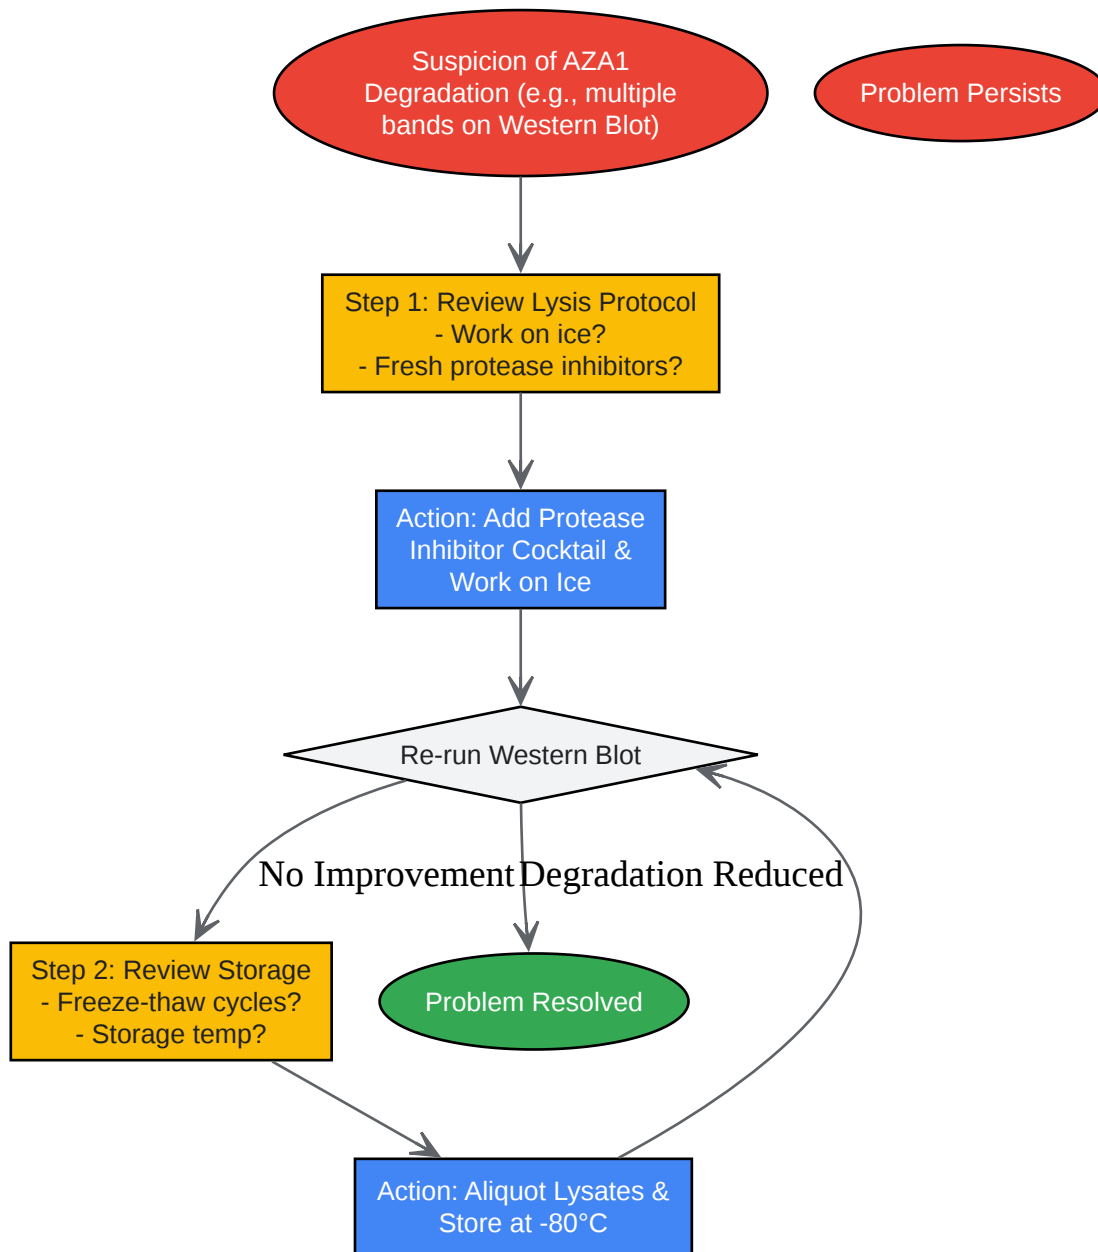 Suspicion of AZA1
Degradation (e.g., multiple
bands on Western Blot)
Problem Persists
Step 1: Review Lysis Protocol
- Work on ice?
- Fresh protease inhibitors?
Action: Add Protease
Inhibitor Cocktail &
Work on Ice
Re-run Western Blot
No Improvement
Degradation Reduced
Step 2: Review Storage
- Freeze-thaw cycles?
- Storage temp?
Problem Resolved
Action: Aliquot Lysates &
Store at -80°C